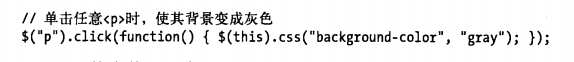 // 单击任意<p>时，使其背景变成灰色
$("p").click(function() { $(this).css("background-color", "gray"); });